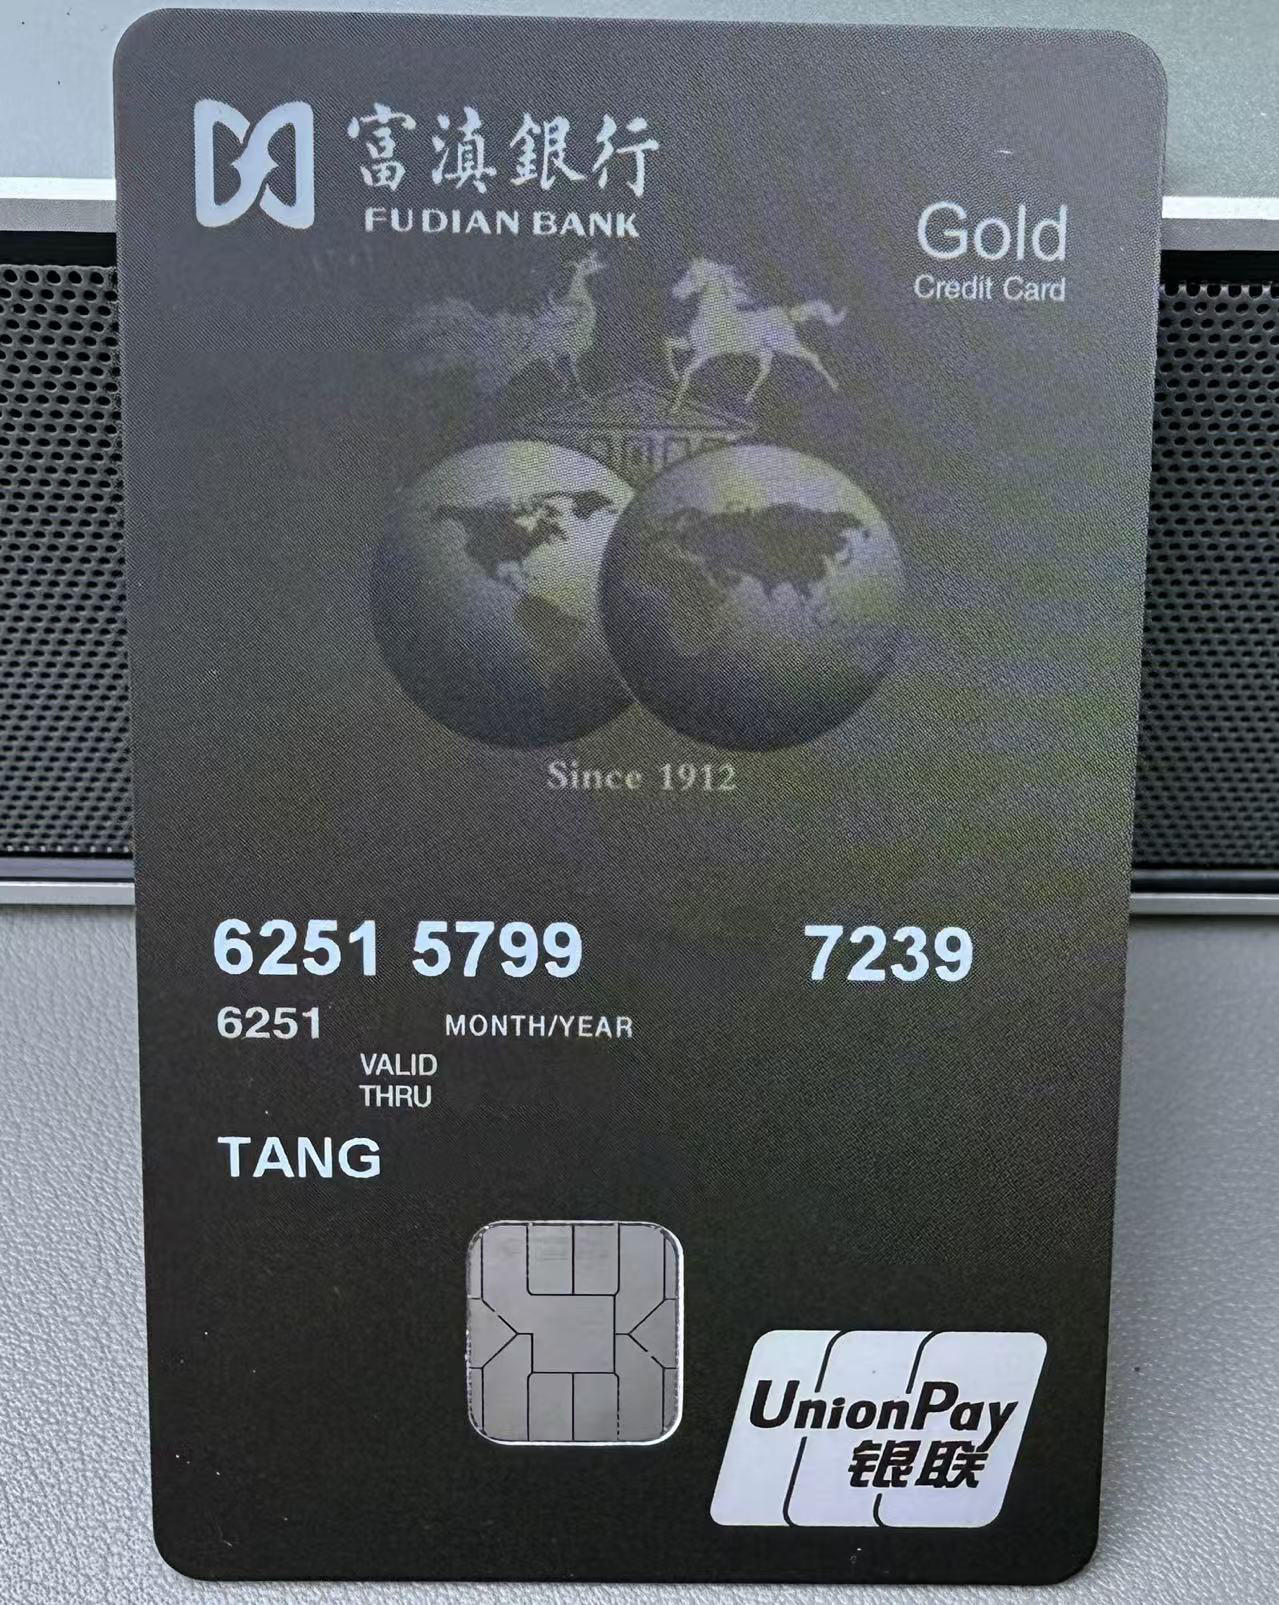 富滇銀行
FUDIAN BANK
Gold
Credit Card
Since 1912
6251 5799 7239
6251 MONTH/YEAR
VALID
THRU
TANG
UnionPay
银联